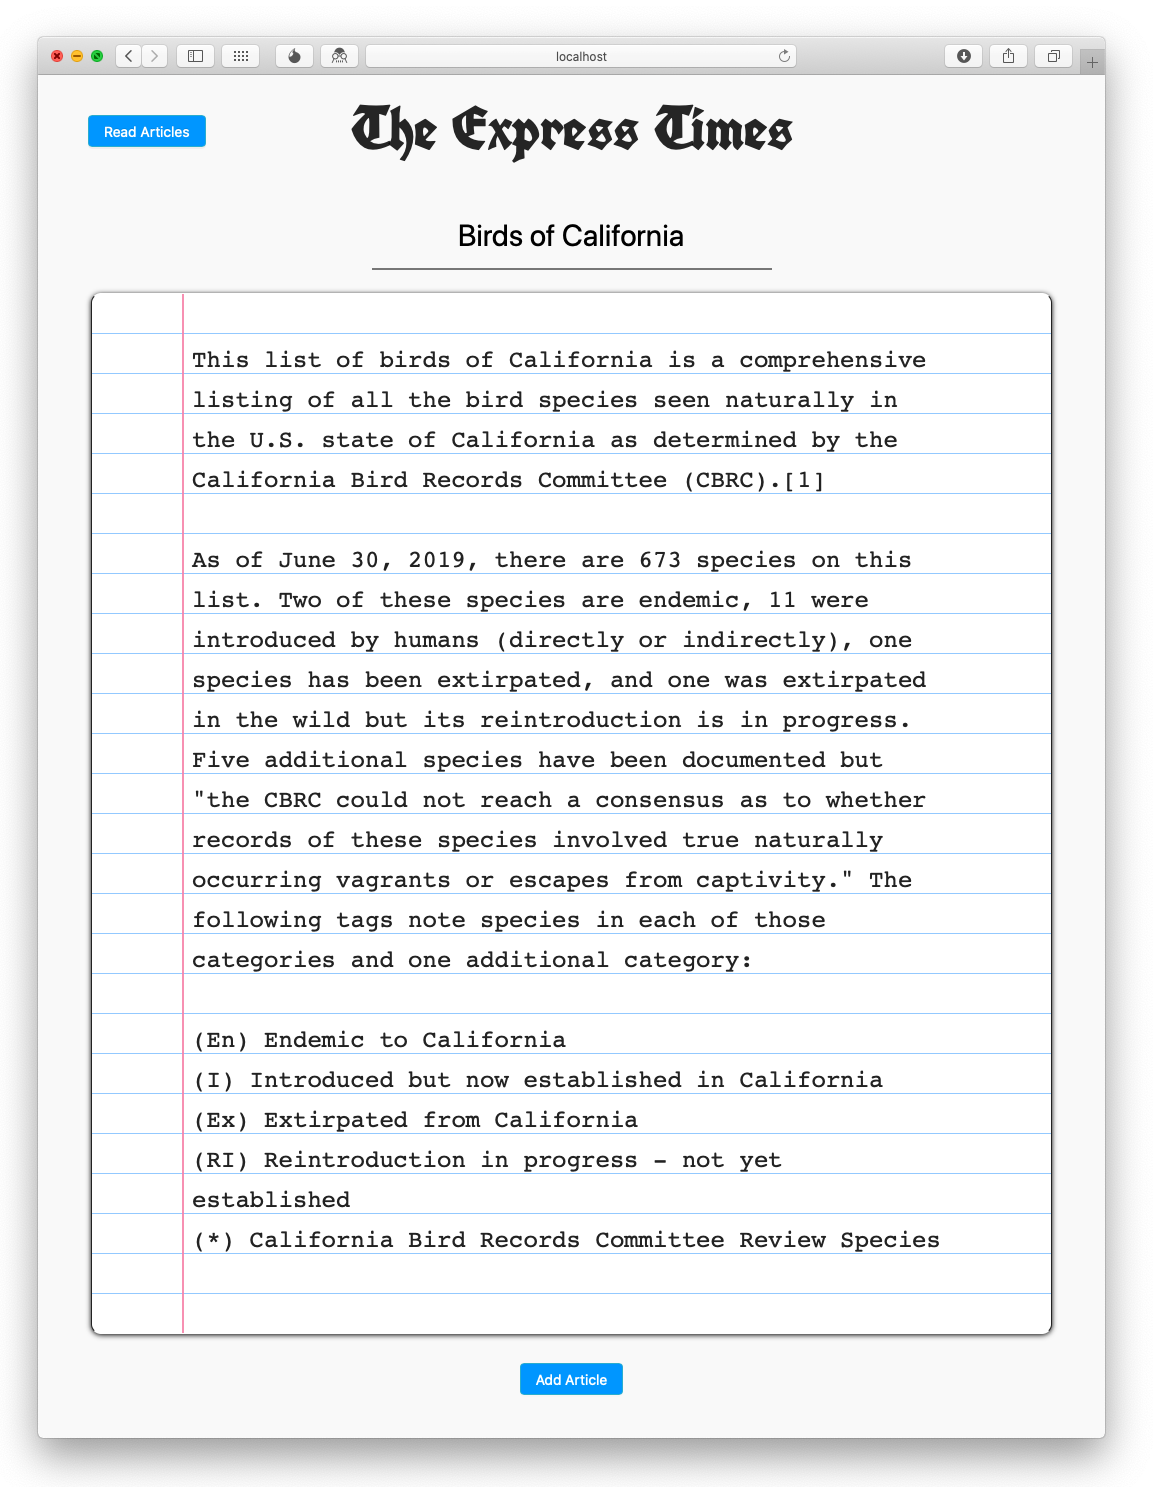 localhost
Read Articles
The Express Times
Birds of California
This list of birds of California is a comprehensive
listing of all the bird species seen naturally in
the U.S. state of California as determined by the
California Bird Records Committee (CBRC).[1]
As of June 30, 2019, there are 673 species on this
list. Two of these species are endemic, 11 were
introduced by humans (directly or indirectly), one
species has been extirpated, and one was extirpated
in the wild but its reintroduction is in progress.
Five additional species have been documented but
"the CBRC could not reach a consensus as to whether
records of these species involved true naturally
occurring vagrants or escapes from captivity." The
following tags note species in each of those
categories and one additional category:
(En) Endemic to California
(I) Introduced but now established in California
(Ex) Extirpated from California
(RI) Reintroduction in progress – not yet
established
(*) California Bird Records Committee Review Species
Add Article